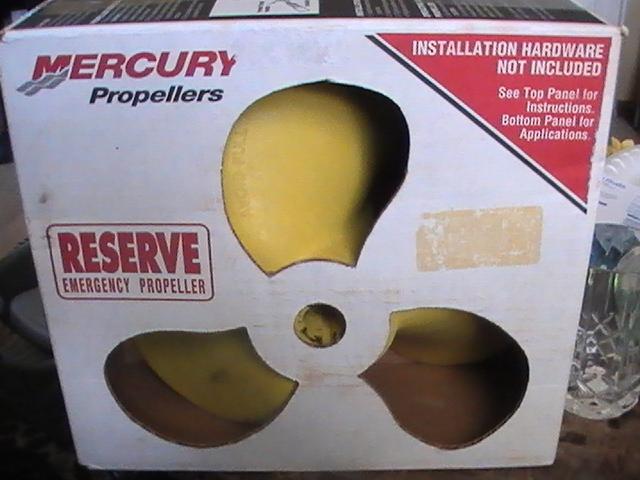 MERCURY
Propellers
INSTALLATION HARDWARE
NOT INCLUDED
See Top Panel for
Instructions.
Bottom Panel for
Applications.
RESERVE
EMERGENCY PROPELLER